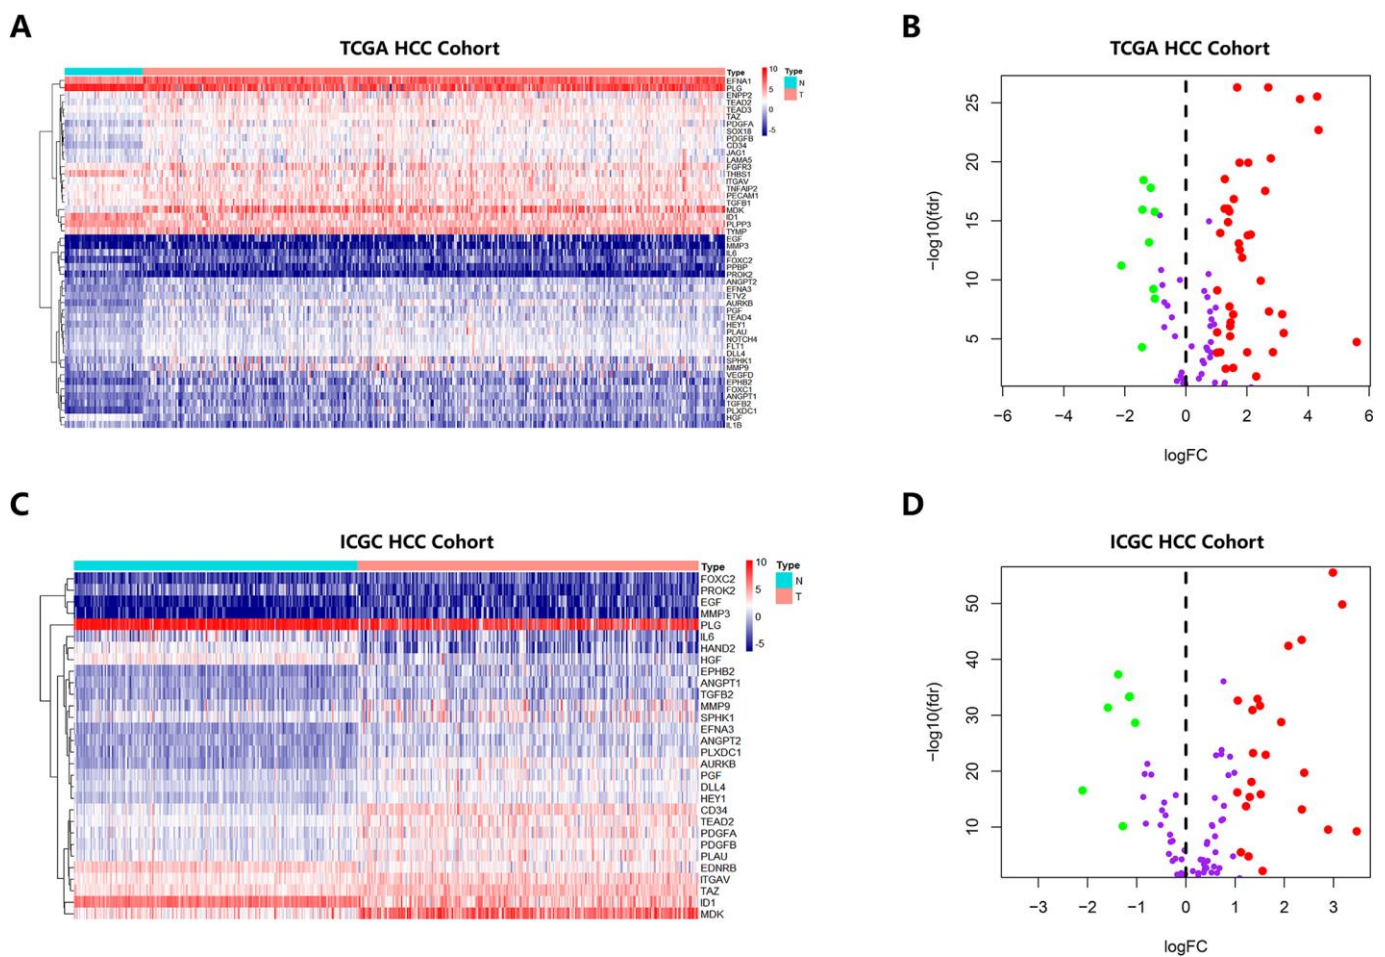 A
TCGA HCC Cohort
Type
EFNA1
PLG
ENPP2
TEAD2
TEAD3
TAZ
PDGFA
SOX18
PDGFB
CD34
JAG1
LAMA5
FGFR3
THBS1
ITGAV
TNFAIP2
PECAM1
TGFB1
MDK
ID1
PLPP3
TYMP
EGF
MMP3
IL6
FOXC2
PPBP
PROK2
ANGPT2
EFNA3
ETV2
AURKB
PGF
TEAD4
HEY1
PLAU
NOTCH4
FLT1
DLL4
SPHK1
MMP9
VEGFD
EPHB2
FOXC1
ANGPT1
TGFB2
PLXDC1
HGF
IL1B
10
5
0
-5
Type
N
T
B
TCGA HCC Cohort
25
20
15
10
5
−log10(fdr)
−6 −4 −2 0 2 4 6
logFC
C
ICGC HCC Cohort
Type
FOXC2
PROK2
EGF
MMP3
PLG
IL6
HAND2
HGF
EPHB2
ANGPT1
TGFB2
MMP9
SPHK1
EFNA3
ANGPT2
PLXDC1
AURKB
PGF
DLL4
HEY1
CD34
TEAD2
PDGFA
PDGFB
PLAU
EDNRB
ITGAV
TAZ
ID1
MDK
10
5
0
-5
Type
N
T
D
ICGC HCC Cohort
50
40
30
20
10
−log10(fdr)
−3 −2 −1 0 1 2 3
logFC